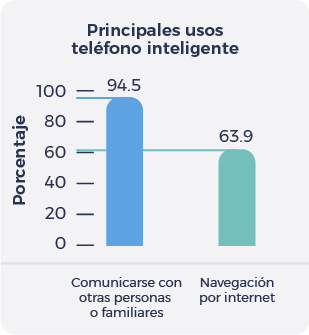 Principales usos
teléfono inteligente
94.5
63.9
Porcentaje
100
80
60
40
20
0
Comunicarse con
otras personas
o familiares
Navegación
por internet